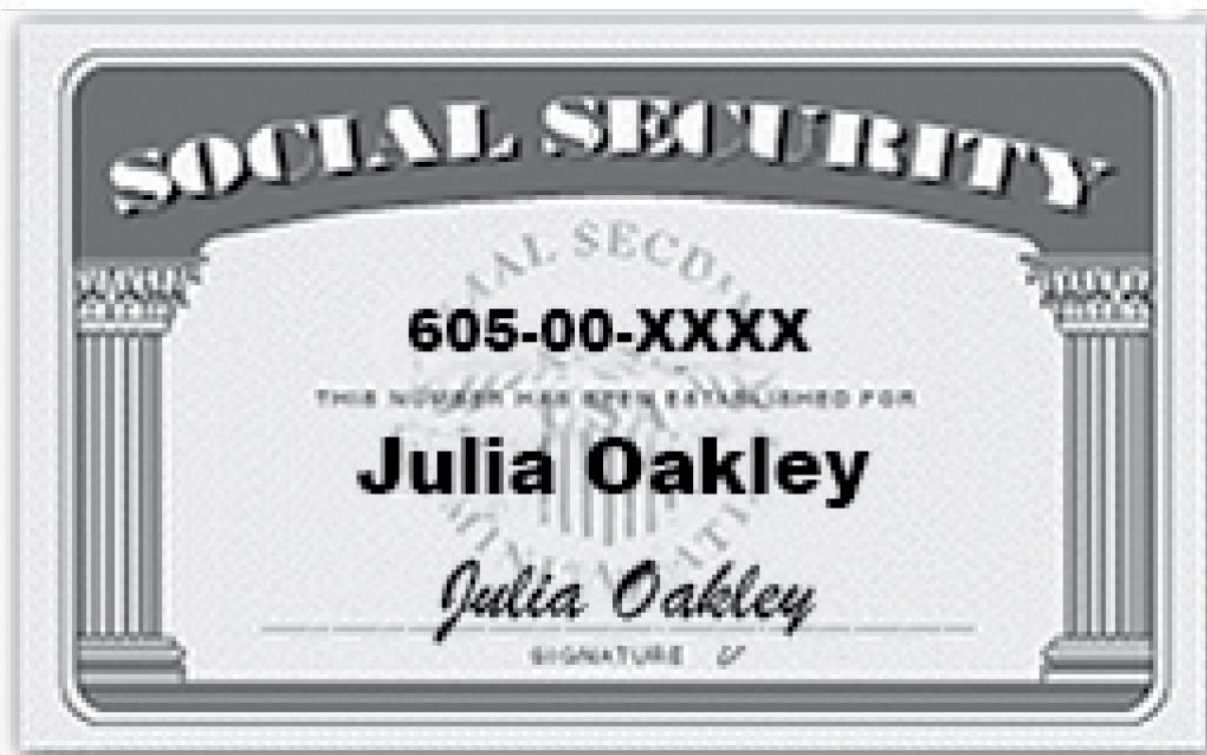 SOCIAL SECURITY
605-00-XXXX
THIS NUMBER HAS BEEN ESTABLISHED FOR
Julia Oakley
Julia Oakley
SIGNATURE